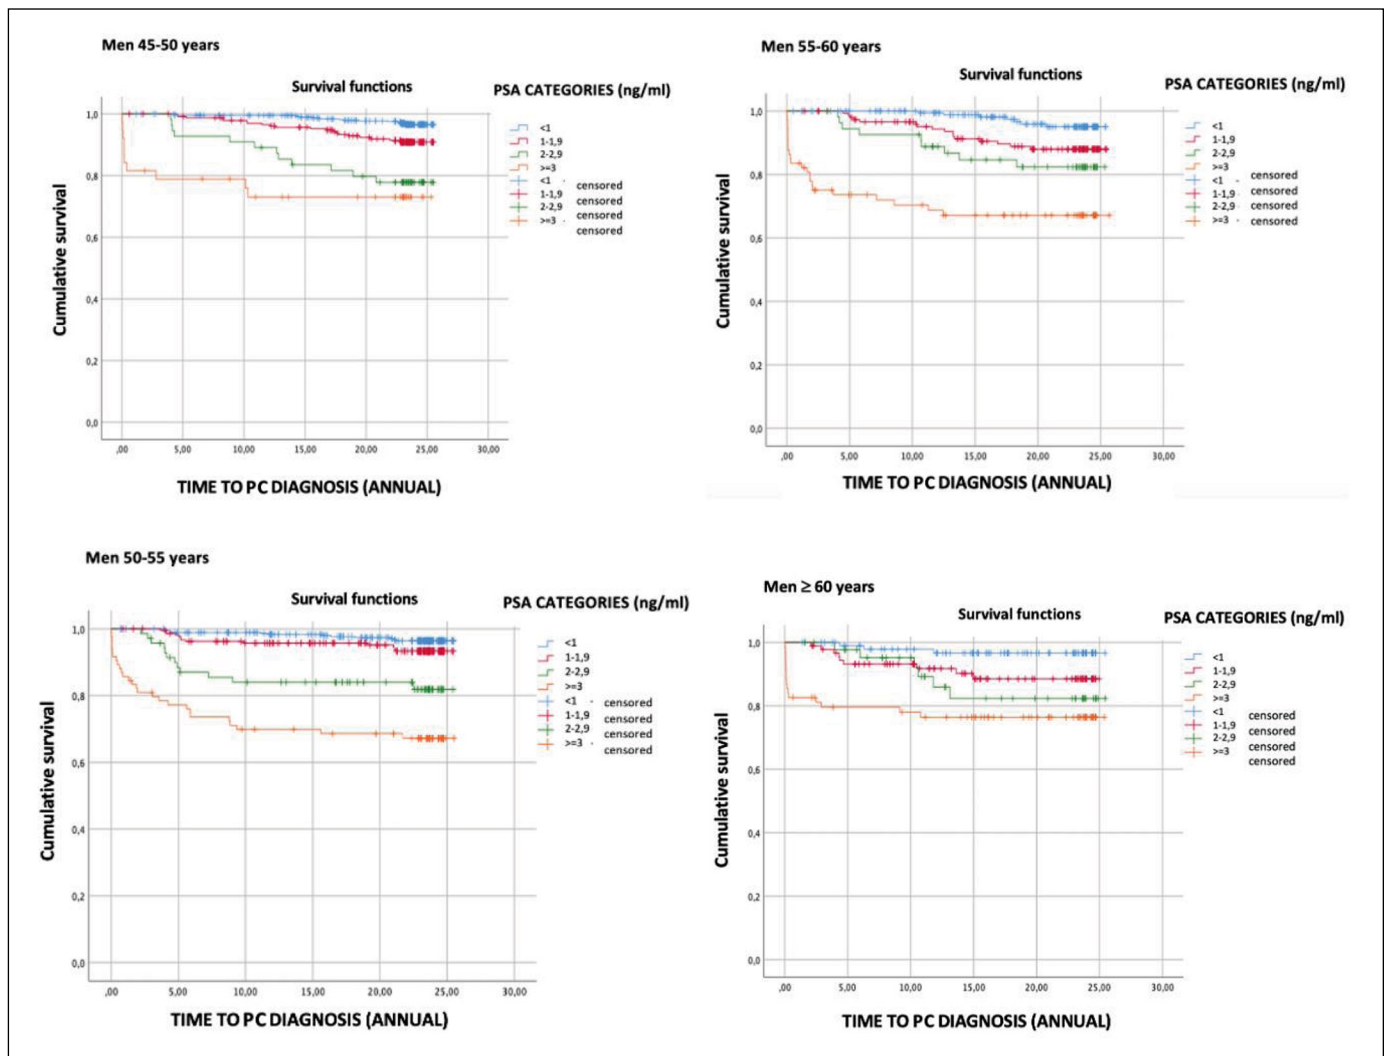 Men 45-50 years
Survival functions
PSA CATEGORIES (ng/ml)
<1
1-1,9
2-2,9
>=3
<1 - censored
1-1,9 censored
2-2,9 censored
>=3 - censored
1,0
0,8
0,6
0,4
0,2
0,0
Cumulative survival
,00 5,00 10,00 15,00 20,00 25,00 30,00
TIME TO PC DIAGNOSIS (ANNUAL)
Men 55-60 years
Survival functions
PSA CATEGORIES (ng/ml)
<1
1-1,9
2-2,9
>=3
<1 censored
1-1,9 censored
2-2,9 censored
>=3 - censored
1,0
0,8
0,6
0,4
0,2
0,0
Cumulative survival
,00 5,00 10,00 15,00 20,00 25,00 30,00
TIME TO PC DIAGNOSIS (ANNUAL)
Men 50-55 years
Survival functions
PSA CATEGORIES (ng/ml)
<1
1-1,9
2-2,9
>=3
<1 - censored
1-1,9 censored
2-2,9 censored
>=3 - censored
1,0
0,8
0,6
0,4
0,2
0,0
Cumulative survival
,00 5,00 10,00 15,00 20,00 25,00 30,00
TIME TO PC DIAGNOSIS (ANNUAL)
Men ≥ 60 years
Survival functions
PSA CATEGORIES (ng/ml)
<1
1-1,9
2-2,9
>=3
<1 censored
1-1,9 censored
2-2,9 censored
>=3 - censored
1,0
0,8
0,6
0,4
0,2
0,0
Cumulative survival
,00 5,00 10,00 15,00 20,00 25,00 30,00
TIME TO PC DIAGNOSIS (ANNUAL)